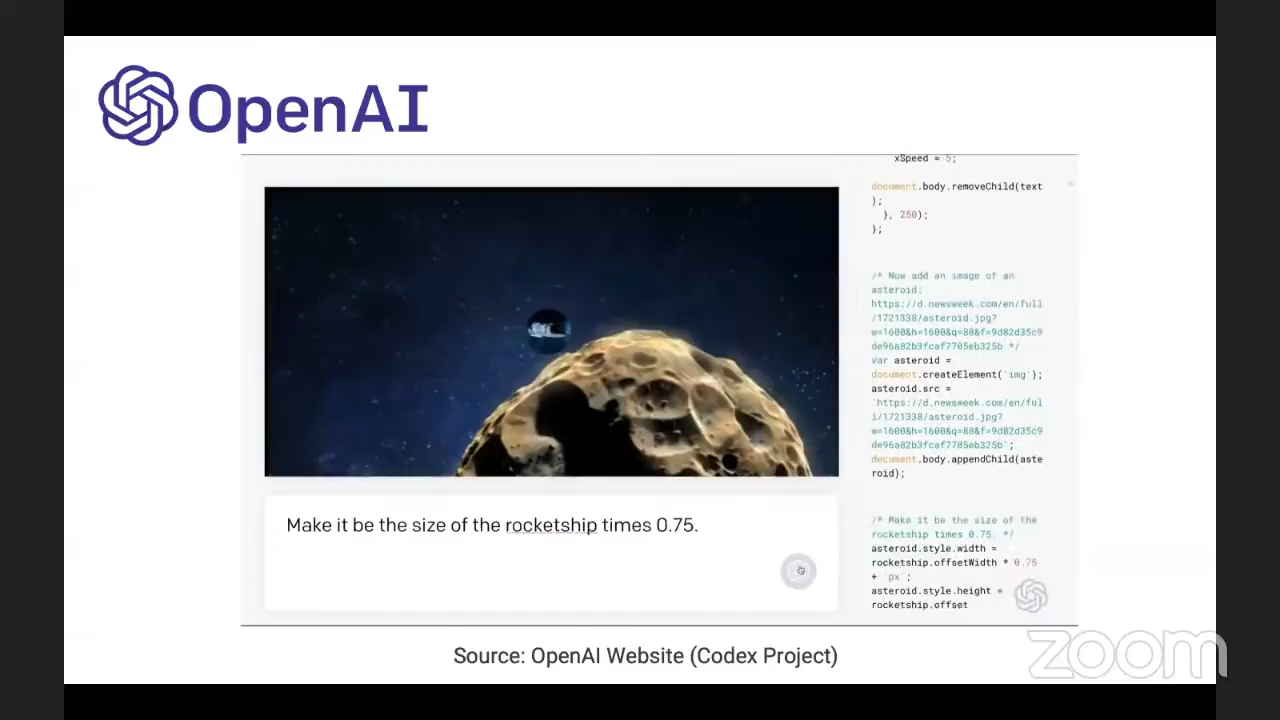 OpenAI
xSpeed = 5;
document.body.removeChild(text
);
}, 250);
);
/* Now add an image of an
asteroid:
https://d.newsweek.com/en/full
/1721338/asteroid.jpg?
w=1600&h=1600&q=88&f=9d82d35c9
de96a82b3fcaf7705eb325b */
var asteroid =
document.createElement('img');
asteroid.src =
`https://d.newsweek.com/en/ful
l/1721338/asteroid.jpg?
w=1600&h=1600&q=88&f=9d82d35c9
de96a82b3fcaf7705eb325b`;
document.body.appendChild(aste
roid);
/* Make it be the size of the
rocketship times 0.75. */
asteroid.style.width =
rocketship.offsetWidth * 0.75
+ 'px';
asteroid.style.height =
rocketship.offset
Make it be the size of the rocketship times 0.75.
Source: OpenAI Website (Codex Project)
zoom